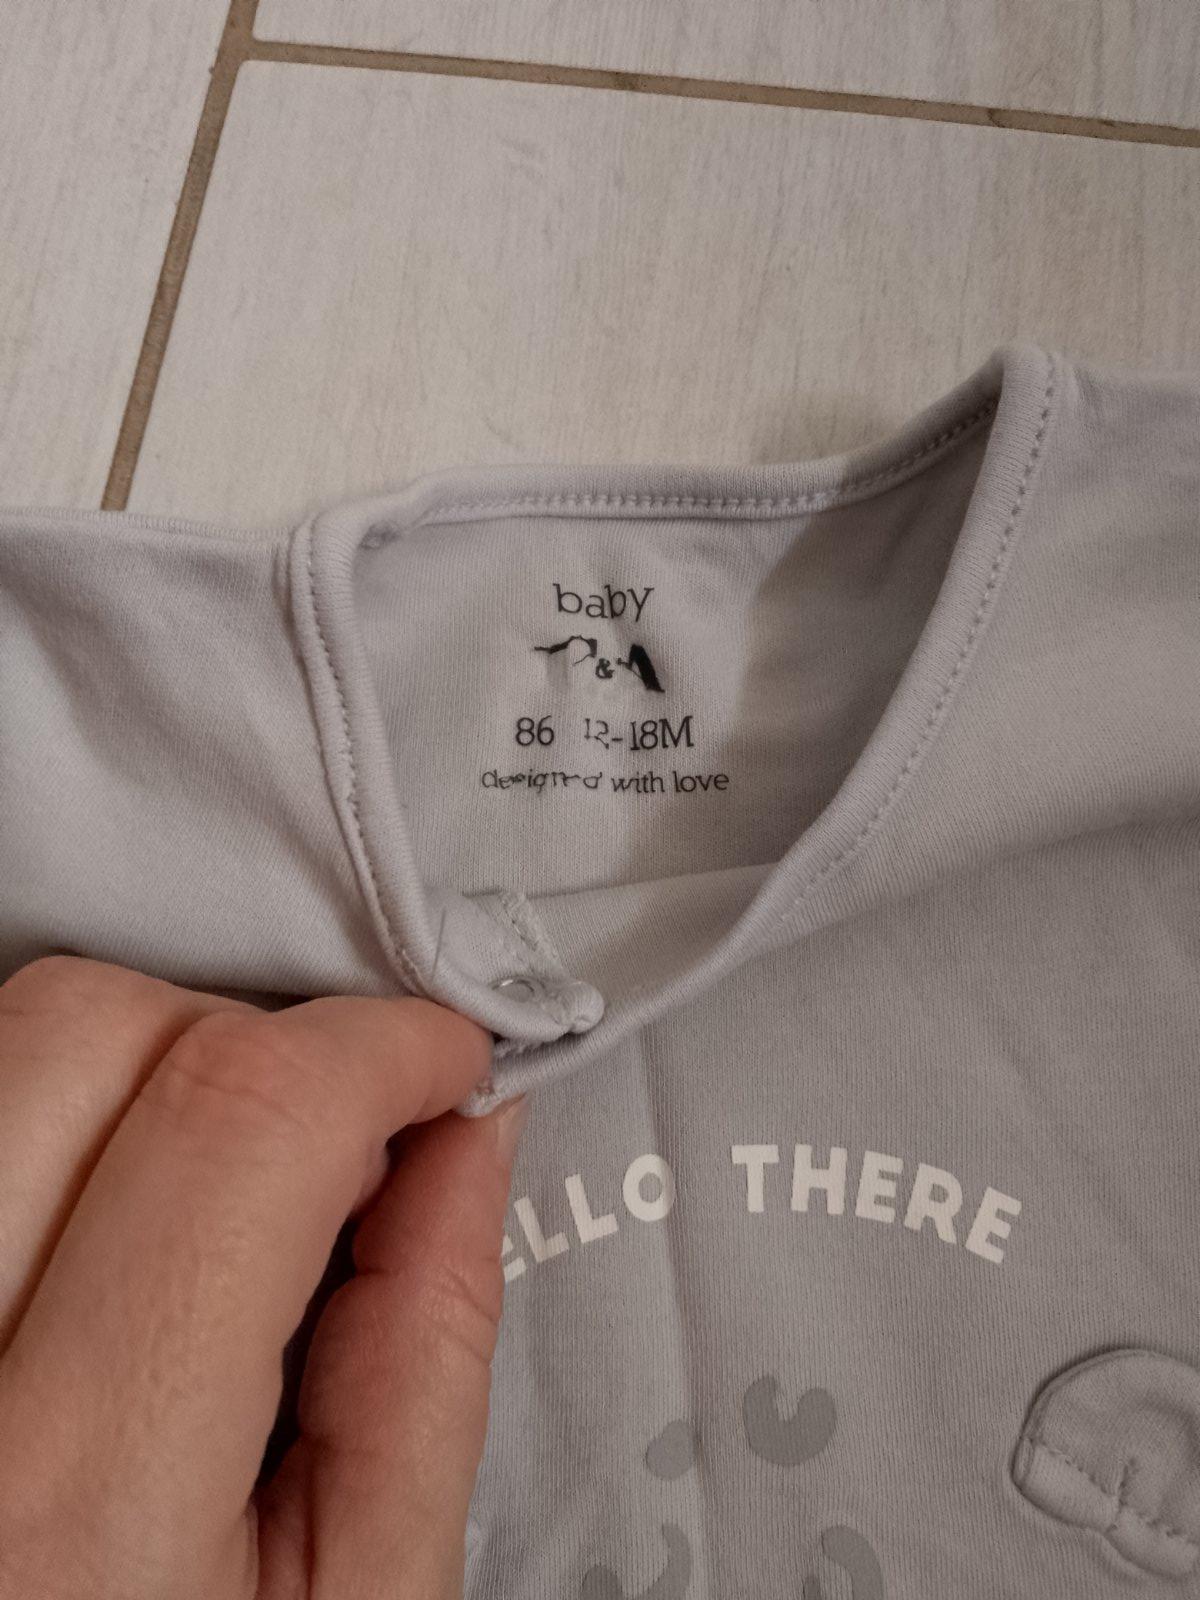 baby
86 12-18M
designed with love
ELLO THERE